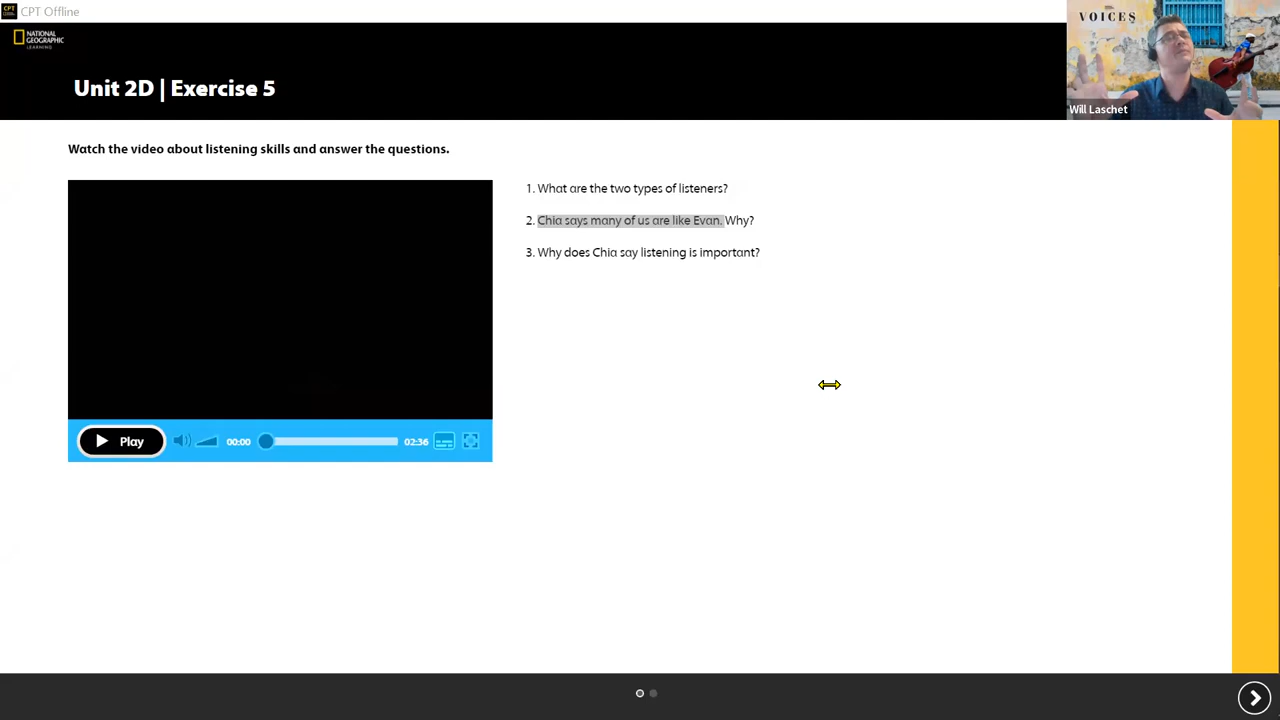 CPT Offline
NATIONAL
GEOGRAPHIC
LEARNING
VOICES
Unit 2D | Exercise 5
Will Laschet
Watch the video about listening skills and answer the questions.
1. What are the two types of listeners?
2. Chia says many of us are like Evan. Why?
3. Why does Chia say listening is important?
Play
00:00
02:36